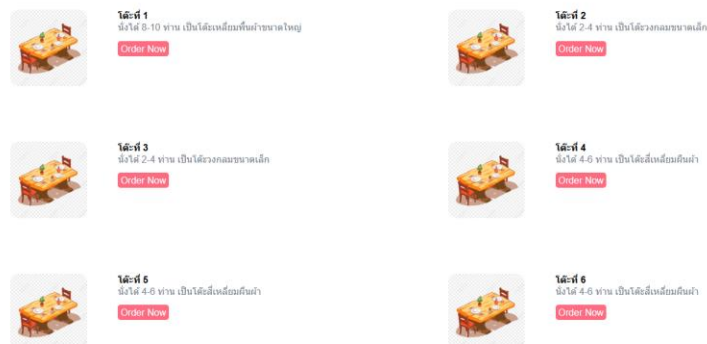 โต๊ะที่ 1
นั่งได้ 8-10 ท่าน เป็นโต๊ะเหลี่ยมพื้นผ้าขนาดใหญ่
Order Now
โต๊ะที่ 2
นั่งได้ 2-4 ท่าน เป็นโต๊ะวงกลมขนาดเล็ก
Order Now
โต๊ะที่ 3
นั่งได้ 2-4 ท่าน เป็นโต๊ะวงกลมขนาดเล็ก
Order Now
โต๊ะที่ 4
นั่งได้ 4-6 ท่าน เป็นโต๊ะสี่เหลี่ยมผืนผ้า
Order Now
โต๊ะที่ 5
นั่งได้ 4-6 ท่าน เป็นโต๊ะสี่เหลี่ยมผืนผ้า
Order Now
โต๊ะที่ 6
นั่งได้ 4-6 ท่าน เป็นโต๊ะสี่เหลี่ยมผืนผ้า
Order Now